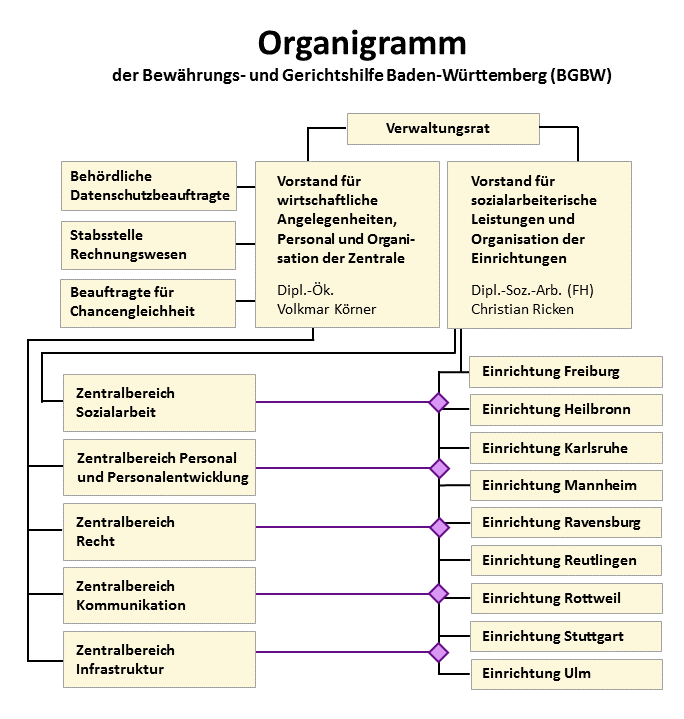 Organigramm
der Bewährungs- und Gerichtshilfe Baden-Württemberg (BGBW)
Verwaltungsrat
Behördliche
Datenschutzbeauftragte
Stabsstelle
Rechnungswesen
Beauftragte für
Chancengleichheit
Vorstand für
wirtschaftliche
Angelegenheiten,
Personal und Organi-
sation der Zentrale
Dipl.-Ök.
Volkmar Körner
Vorstand für
sozialarbeiterische
Leistungen und
Organisation der
Einrichtungen
Dipl.-Soz.-Arb. (FH)
Christian Ricken
Zentralbereich
Sozialarbeit
Zentralbereich Personal
und Personalentwicklung
Zentralbereich
Recht
Zentralbereich
Kommunikation
Zentralbereich
Infrastruktur
Einrichtung Freiburg
Einrichtung Heilbronn
Einrichtung Karlsruhe
Einrichtung Mannheim
Einrichtung Ravensburg
Einrichtung Reutlingen
Einrichtung Rottweil
Einrichtung Stuttgart
Einrichtung Ulm